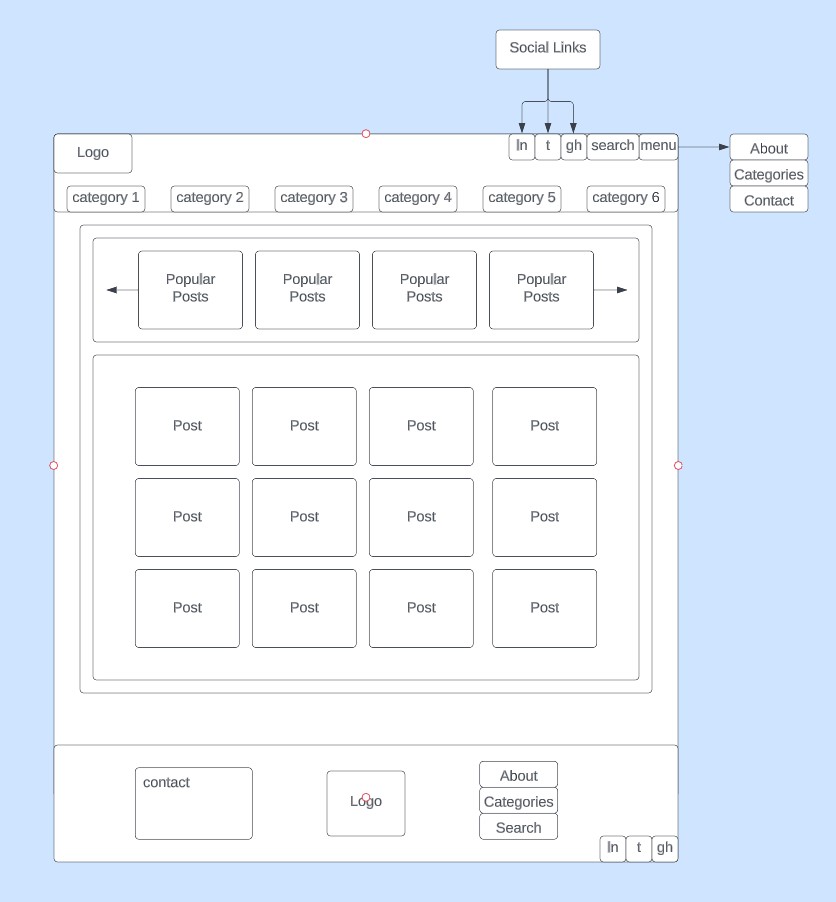 Social Links
Logo
In
t
gh
search
menu
About
Categories
Contact
category 1
category 2
category 3
category 4
category 5
category 6
Popular
Posts
Popular
Posts
Popular
Posts
Popular
Posts
Post
Post
Post
Post
Post
Post
Post
Post
Post
Post
Post
Post
contact
Logo
About
Categories
Search
In
t
gh